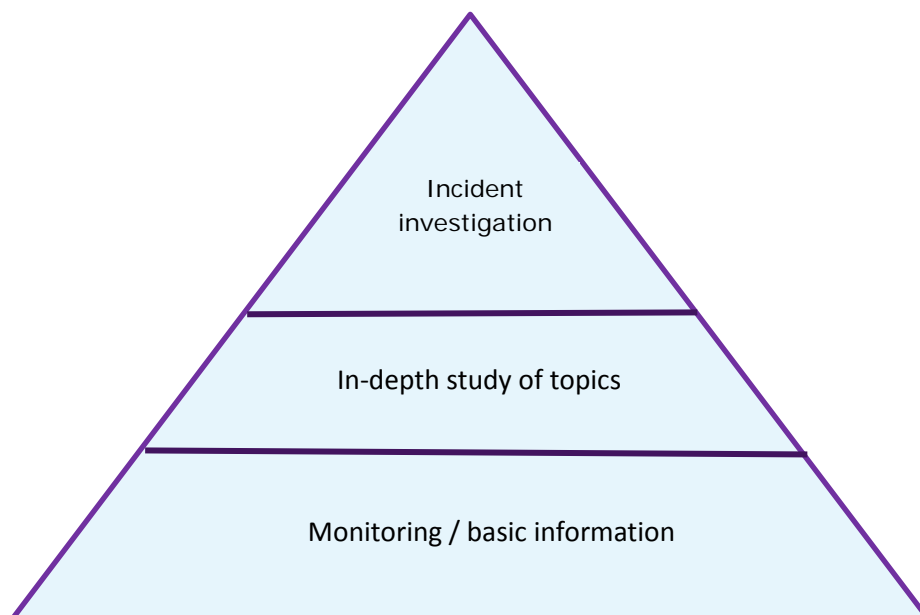 Incident
investigation
In-depth study of topics
Monitoring / basic information